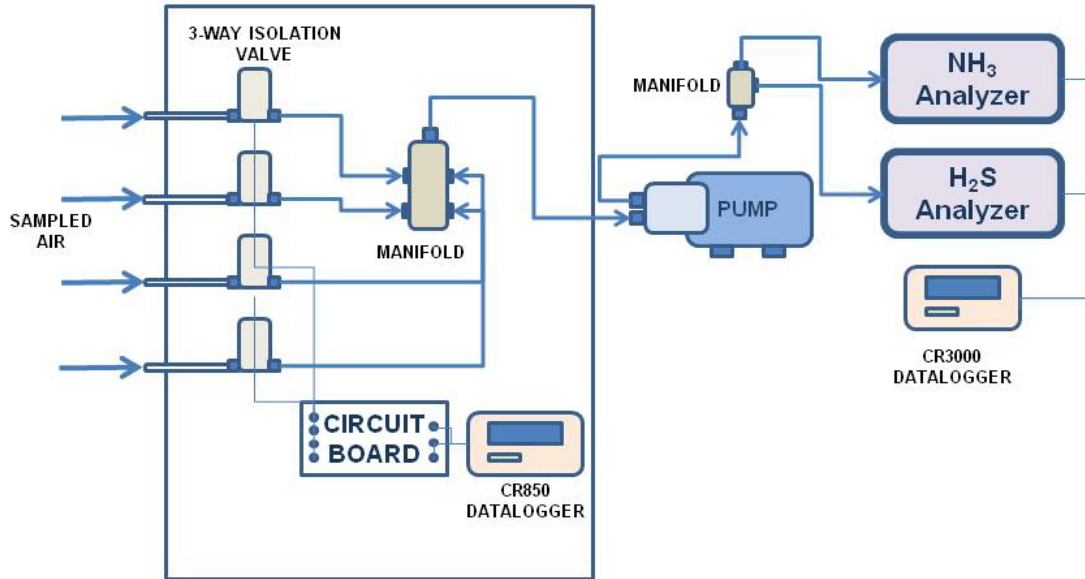 3-WAY ISOLATION
VALVE
SAMPLED
AIR
MANIFOLD
CIRCUIT
BOARD
CR850
DATALOGGER
MANIFOLD
PUMP
NH₃
Analyzer
H₂S
Analyzer
CR3000
DATALOGGER